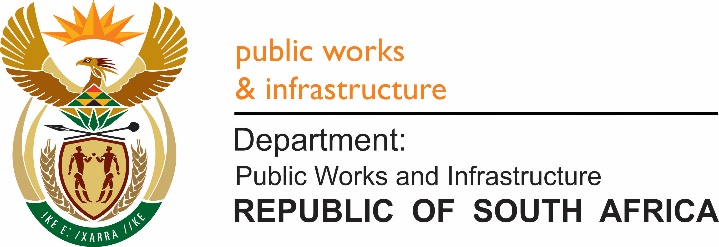 public works
& infrastructure
Department:
Public Works and Infrastructure
REPUBLIC OF SOUTH AFRICA
!KE E: /XARRA //KE